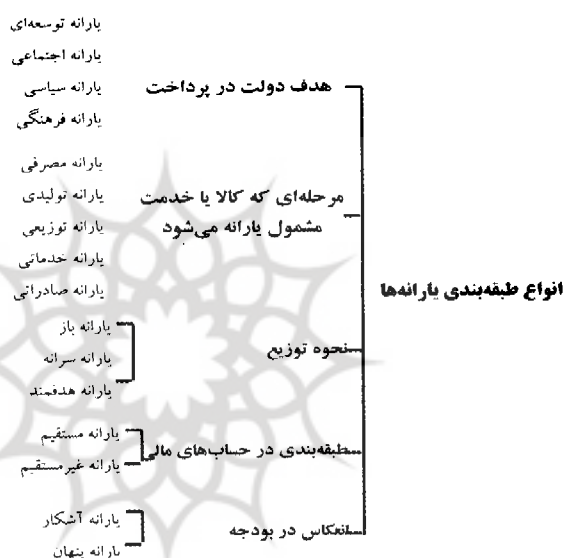 انواع طبقه‌بندی یارانه‌ها
هدف دولت در پرداخت
یارانه توسعه‌ای
یارانه اجتماعی
یارانه سیاسی
یارانه فرهنگی
مرحله‌ای که کالا یا خدمت
مشمول یارانه می‌شود
یارانه مصرفی
یارانه تولیدی
یارانه توزیعی
یارانه خدماتی
یارانه صادراتی
نحوه توزیع
یارانه باز
یارانه سرانه
یارانه هدفمند
طبقه‌بندی در حساب‌های مالی
یارانه مستقیم
یارانه غیرمستقیم
انعکاس در بودجه
یارانه آشکار
یارانه پنهان